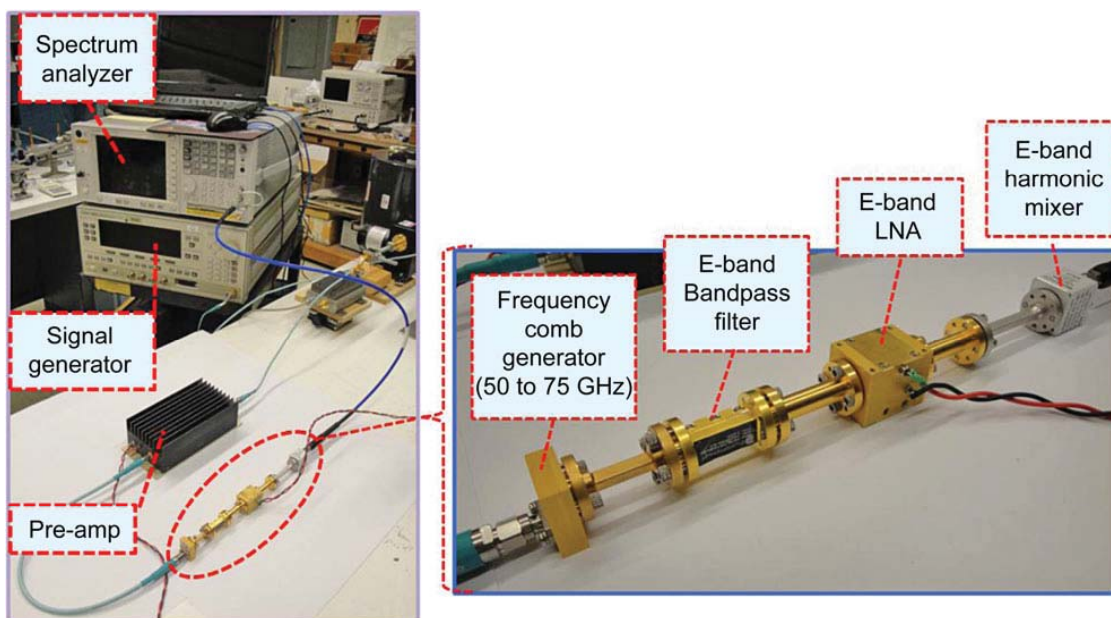 Spectrum
analyzer
Signal
generator
Pre-amp
Frequency
comb
generator
(50 to 75 GHz)
E-band
Bandpass
filter
E-band
LNA
E-band
harmonic
mixer